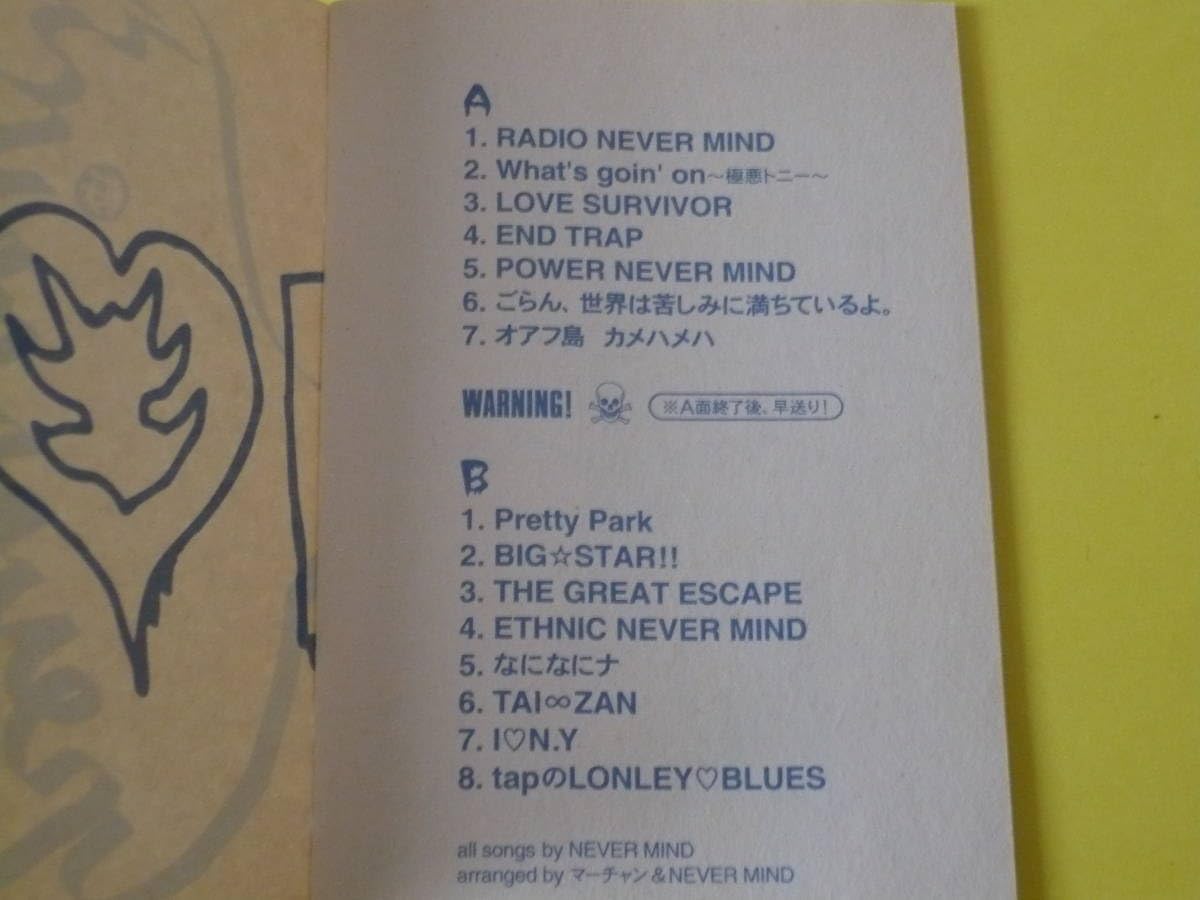 A
1. RADIO NEVER MIND
2. What's goin' on〜極悪トニー〜
3. LOVE SURVIVOR
4. END TRAP
5. POWER NEVER MIND
6. ごらん、世界は苦しみに満ちているよ。
7. オアフ島 カメハメハ
WARNING! ※A面終了後、早送り!
B
1. Pretty Park
2. BIG☆STAR!!
3. THE GREAT ESCAPE
4. ETHNIC NEVER MIND
5. なになにナ
6. TAI∞ZAN
7. I♡N.Y
8. tapのLONLEY♡BLUES
all songs by NEVER MIND
arranged by マーチャン&NEVER MIND